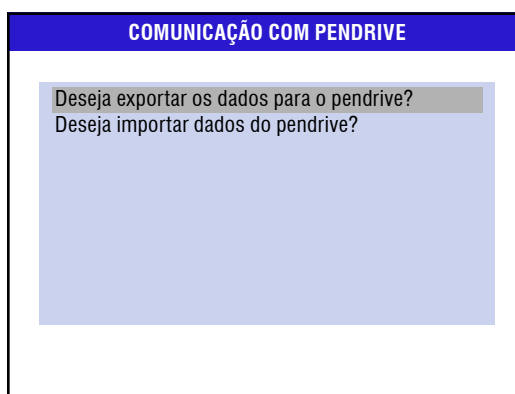 COMUNICAÇÃO COM PENDRIVE
Deseja exportar os dados para o pendrive?
Deseja importar dados do pendrive?